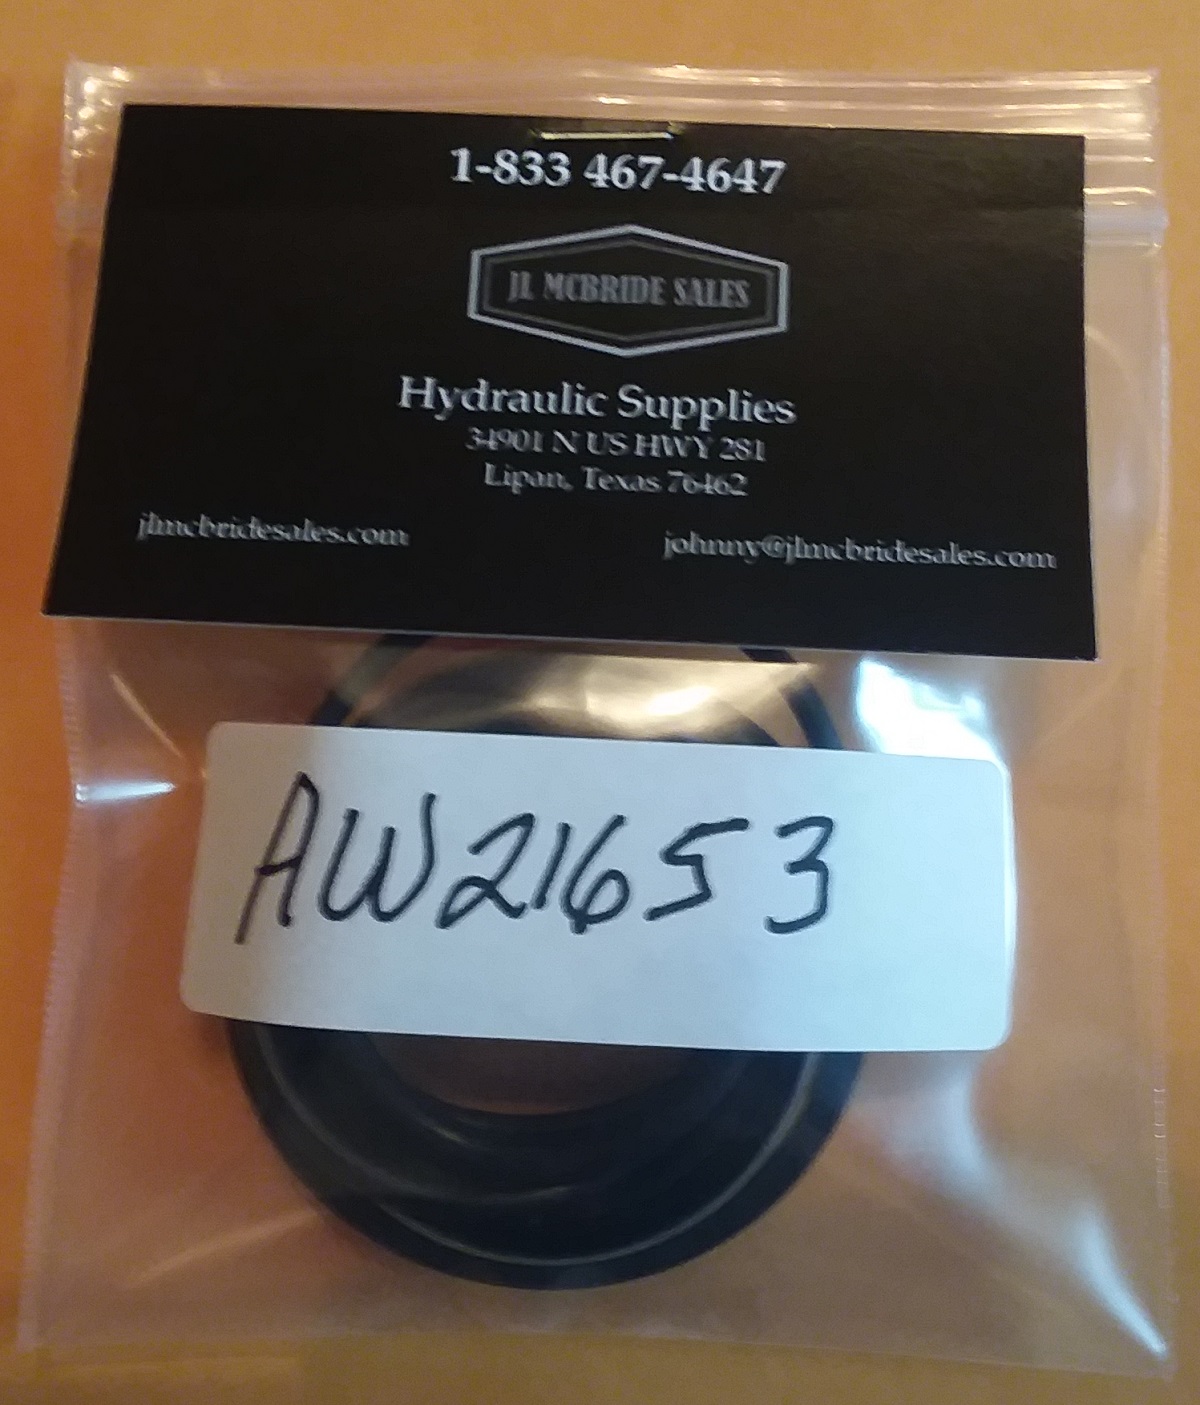 1-833 467-4647
JL MCBRIDE SALES
Hydraulic Supplies
34901 N US HWY 281
Lipan, Texas 76462
jlmcbridesales.com
johnny@jlmcbridesales.com
AW21653